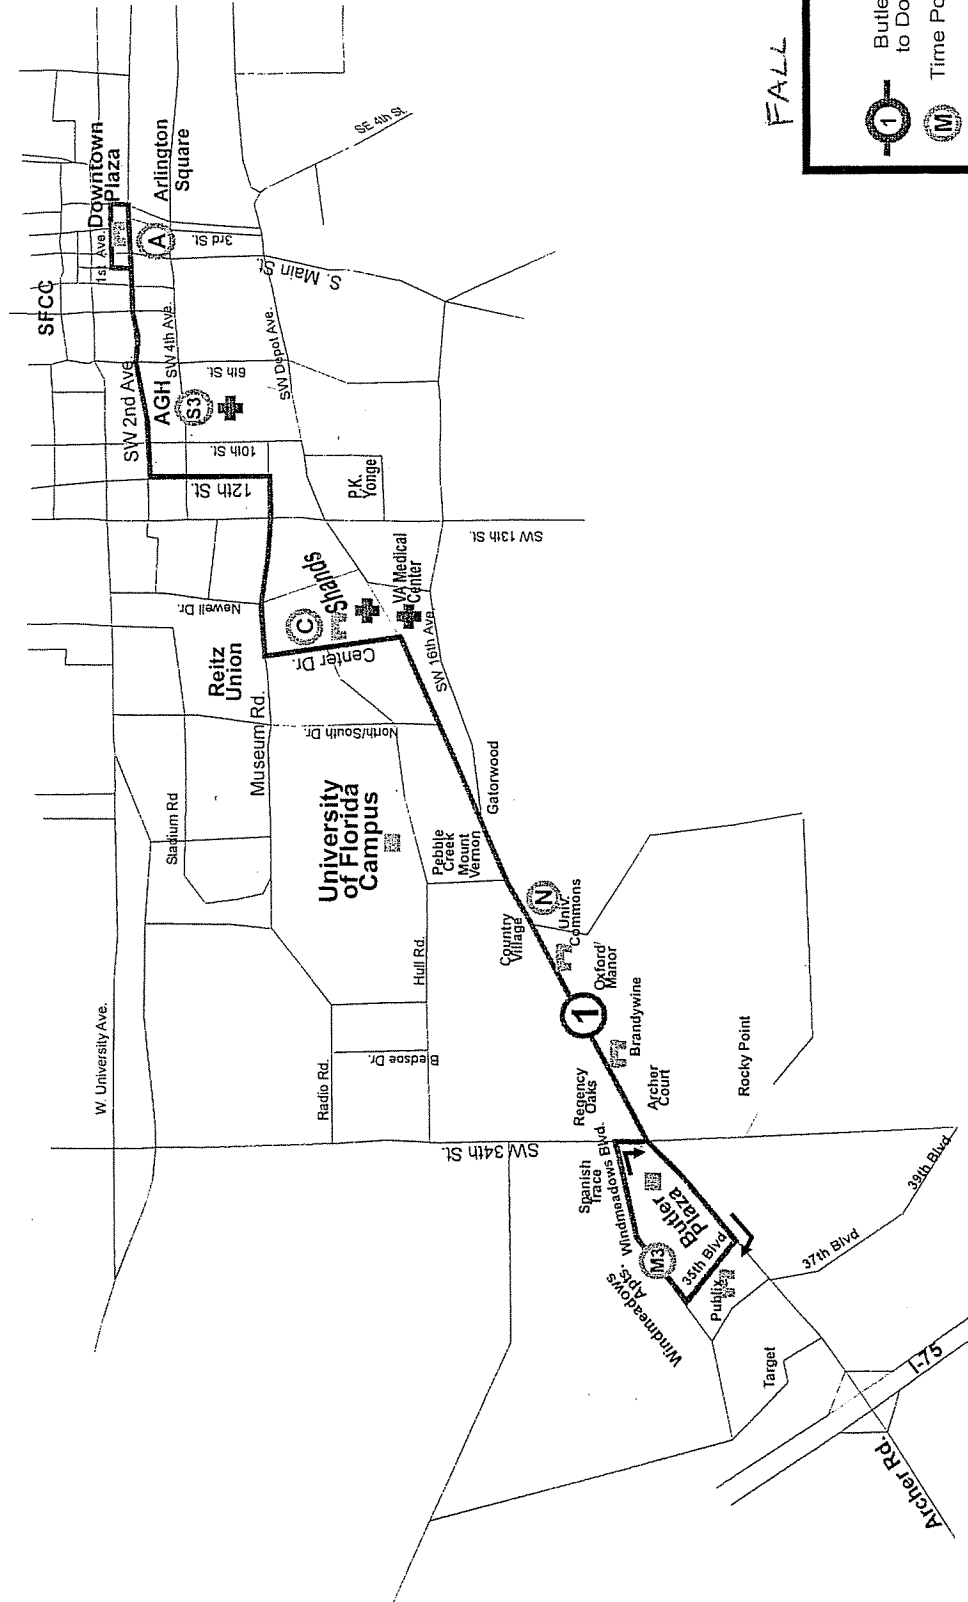 FALL
1
Butle
to Do
M
Time Po
SFCC
1st Ave.
Downtown
Plaza
Arlington
Square
A
3rd St.
SE 4th St.
S. Main St.
SW 2nd Ave.
SW 4th Ave.
SW Depot Ave.
6th St.
AGH
S3
10th St.
12th St.
P.K.
Yonge
SW 13th St.
Newell Dr.
Shands
C
VA Medical
Center
Center Dr.
SW 16th Ave.
Reitz
Union
Museum Rd.
North/South Dr.
Stadium Rd
University
of Florida
Campus
Gatorwood
Pebble
Creek
Mount
Vernon
N
Country
Village
Univ.
Commons
Oxford
Manor
1
Brandywine
Hull Rd.
W. University Ave.
Radio Rd.
Bledsoe Dr.
Regency
Oaks
Archer
Court
Rocky Point
SW 34th St.
Spanish
Trace
Windmeadows Blvd.
Butler
Plaza
Windmeadows
Apts.
M3
35th Blvd
Publix
37th Blvd
39th Blvd
Target
I-75
Archer Rd.